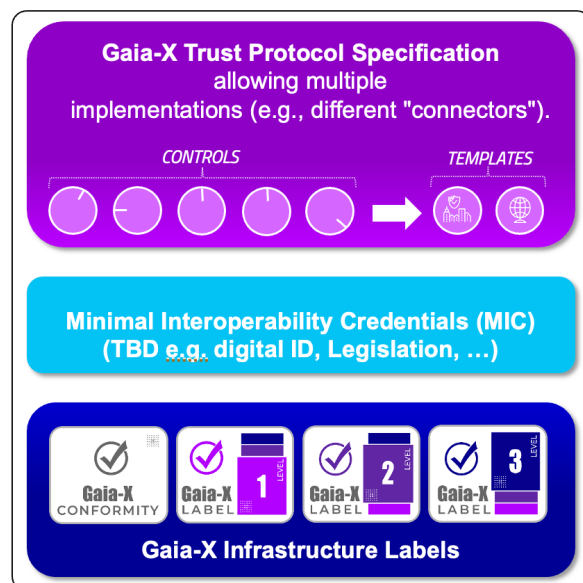 Gaia-X Trust Protocol Specification
allowing multiple
implementations (e.g., different "connectors").
CONTROLS
TEMPLATES
Minimal Interoperability Credentials (MIC)
(TBD e.g. digital ID, Legislation, …)
Gaia-X
CONFORMITY
Gaia-X
LABEL
1
LEVEL
Gaia-X
LABEL
2
LEVEL
Gaia-X
LABEL
3
LEVEL
Gaia-X Infrastructure Labels